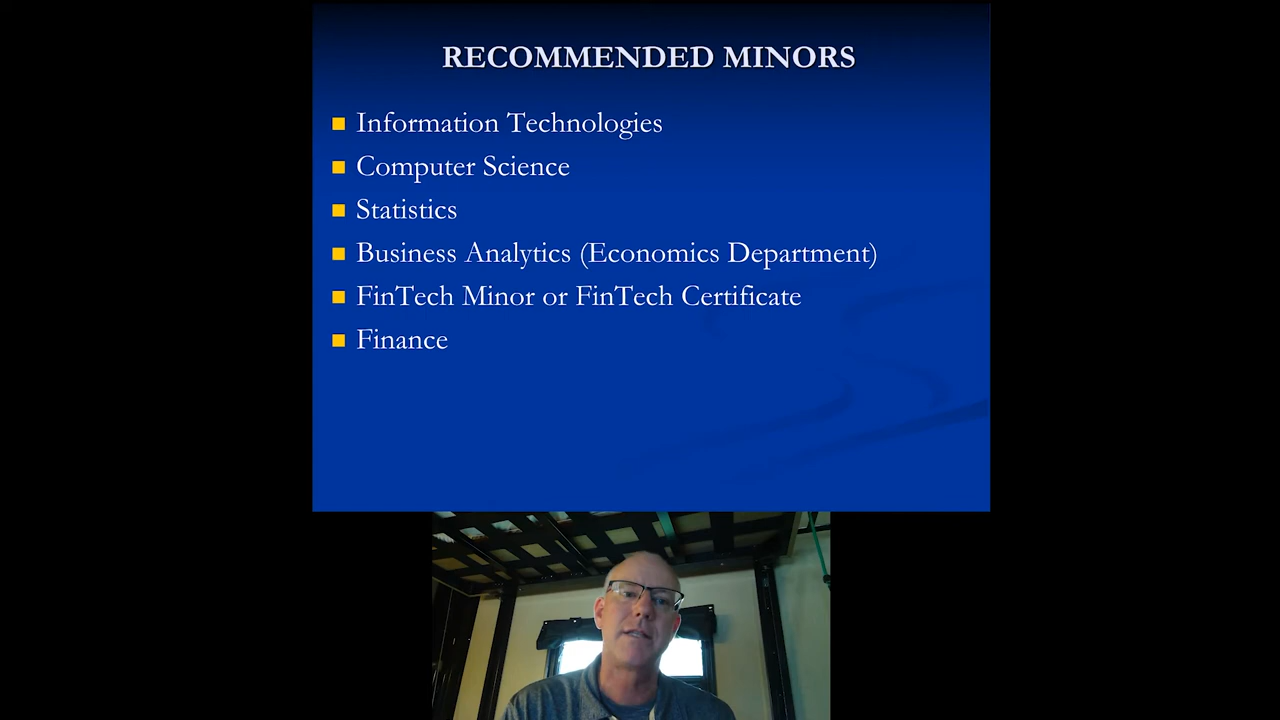 RECOMMENDED MINORS
Information Technologies
Computer Science
Statistics
Business Analytics (Economics Department)
FinTech Minor or FinTech Certificate
Finance